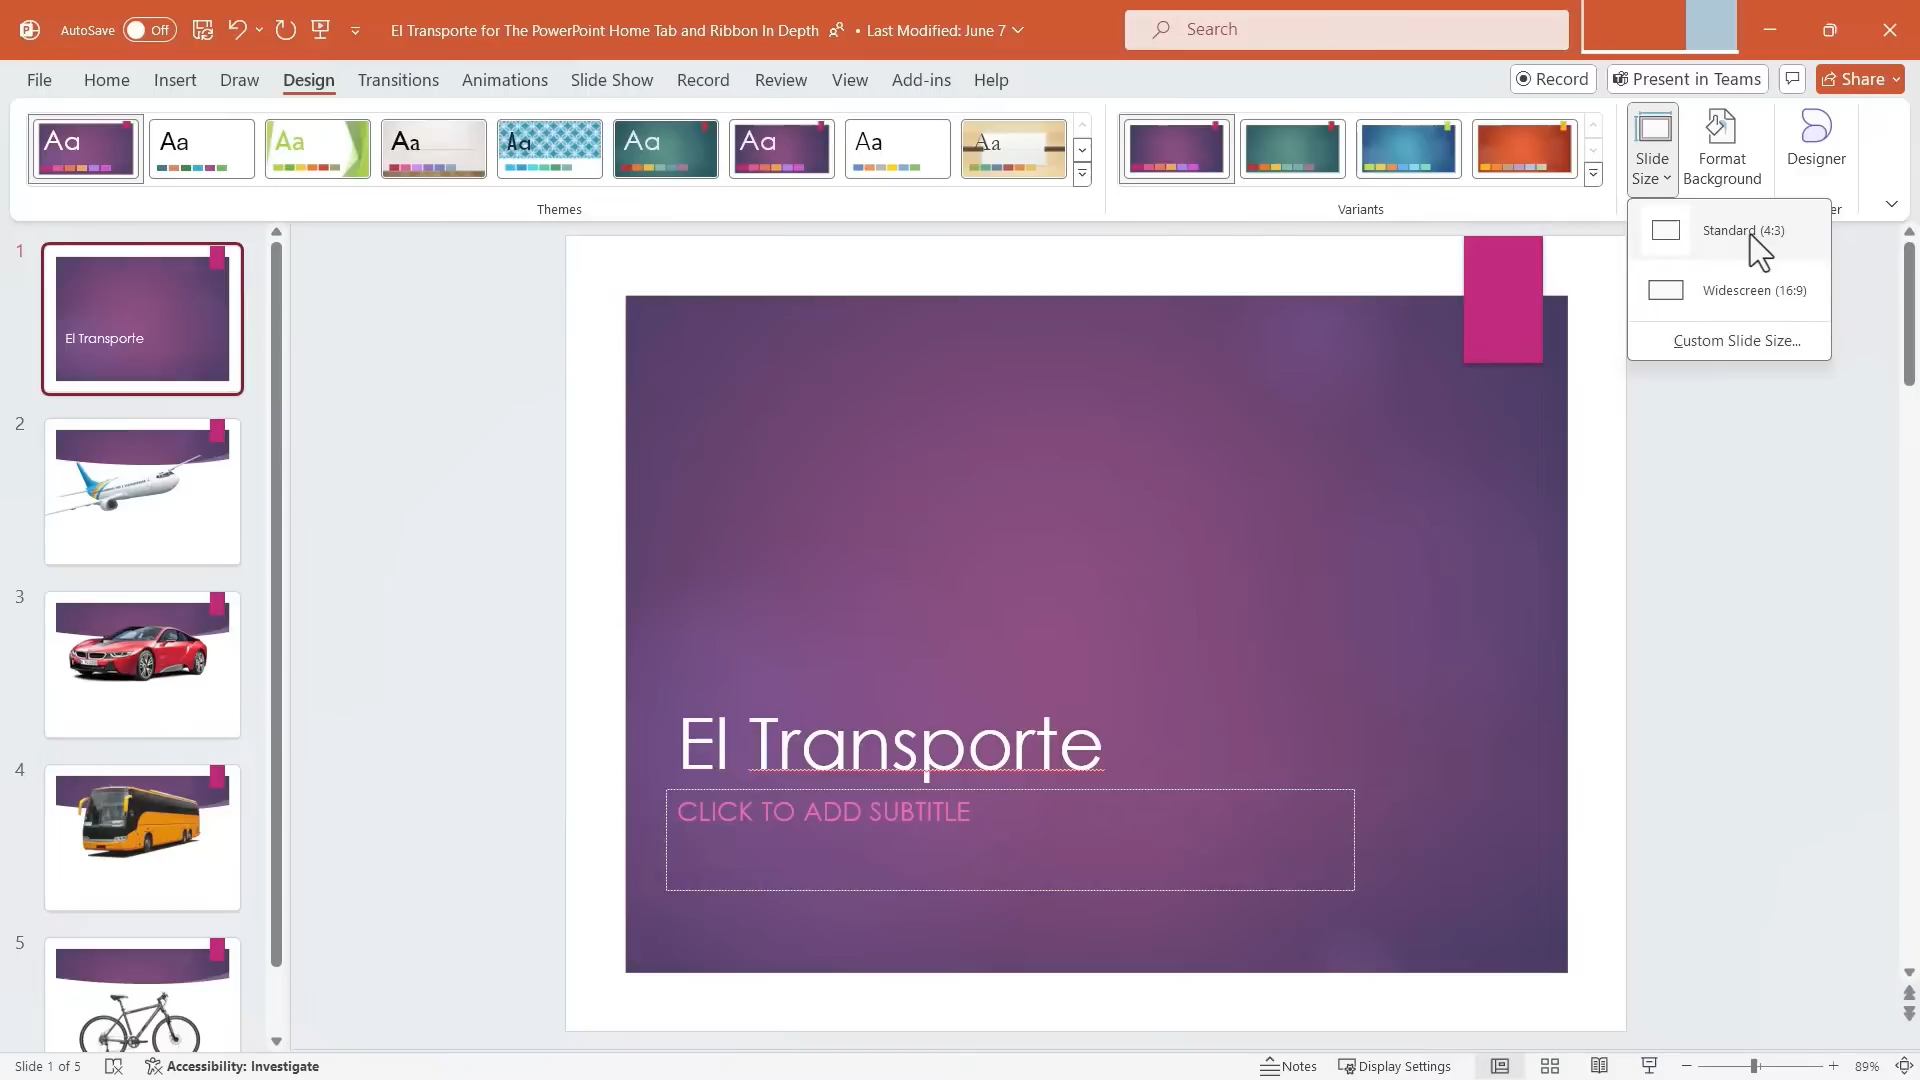 AutoSave Off
El Transporte for The PowerPoint Home Tab and Ribbon In Depth • Last Modified: June 7
Search
File Home Insert Draw Design Transitions Animations Slide Show Record Review View Add-ins Help
Record Present in Teams Share
Aa Aa Aa Aa Aa Aa Aa Aa Aa
Slide Size
Format Background
Designer
Themes
Variants
er
Standard (4:3)
Widescreen (16:9)
Custom Slide Size...
1
El Transporte
2
3
4
5
El Transporte
CLICK TO ADD SUBTITLE
Slide 1 of 5 Accessibility: Investigate Notes Display Settings 89%